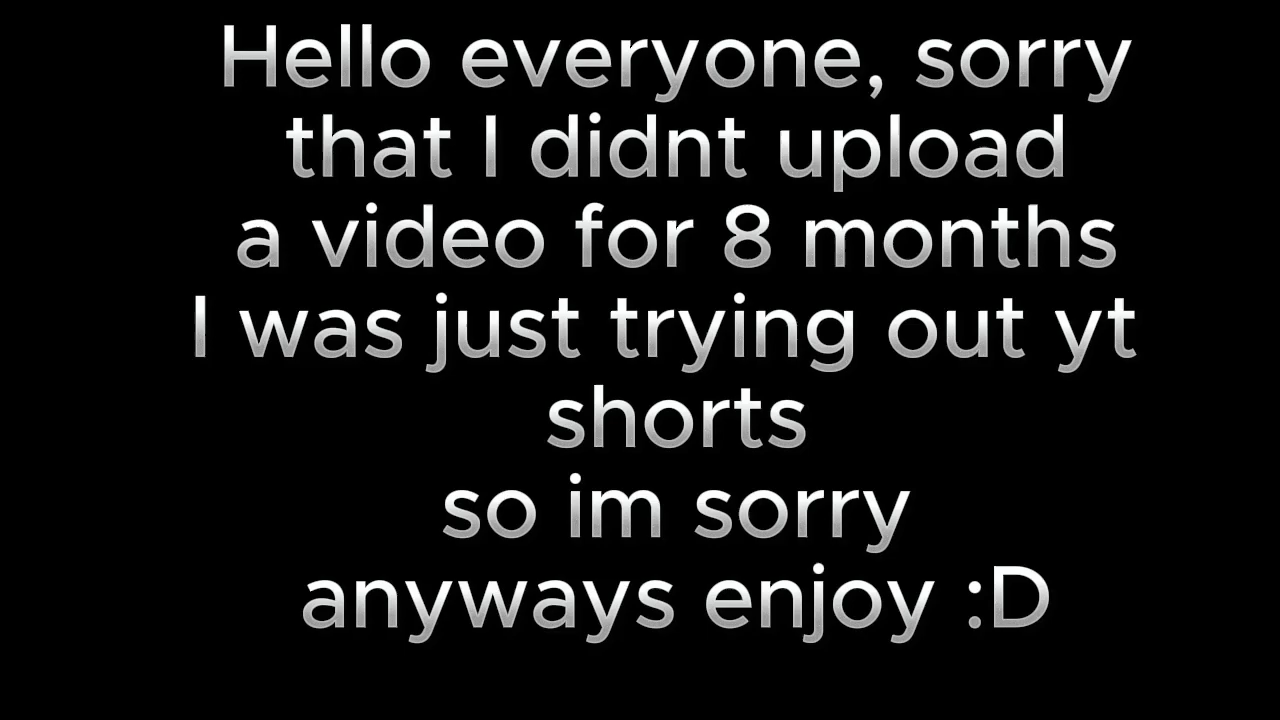 Hello everyone, sorry
that I didnt upload
a video for 8 months
I was just trying out yt
shorts
so im sorry
anyways enjoy :D